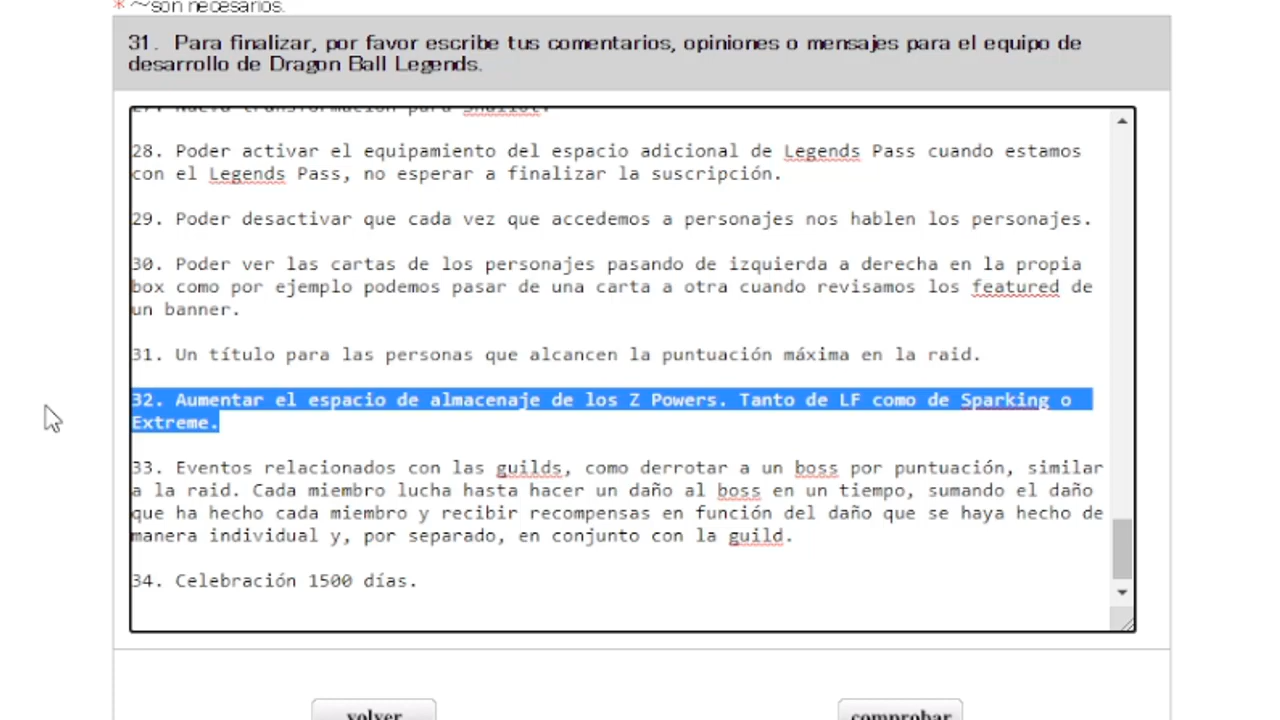 * ~son necesarios.
31. Para finalizar, por favor escribe tus comentarios, opiniones o mensajes para el equipo de
desarrollo de Dragon Ball Legends.
27. Nueva transformación para Shallot.
28. Poder activar el equipamiento del espacio adicional de Legends Pass cuando estamos
con el Legends Pass, no esperar a finalizar la suscripción.
29. Poder desactivar que cada vez que accedemos a personajes nos hablen los personajes.
30. Poder ver las cartas de los personajes pasando de izquierda a derecha en la propia
box como por ejemplo podemos pasar de una carta a otra cuando revisamos los featured de
un banner.
31. Un título para las personas que alcancen la puntuación máxima en la raid.
32. Aumentar el espacio de almacenaje de los Z Powers. Tanto de LF como de Sparking o
Extreme.
33. Eventos relacionados con las guilds, como derrotar a un boss por puntuación, similar
a la raid. Cada miembro lucha hasta hacer un daño al boss en un tiempo, sumando el daño
que ha hecho cada miembro y recibir recompensas en función del daño que se haya hecho de
manera individual y, por separado, en conjunto con la guild.
34. Celebración 1500 días.
volver
comprobar